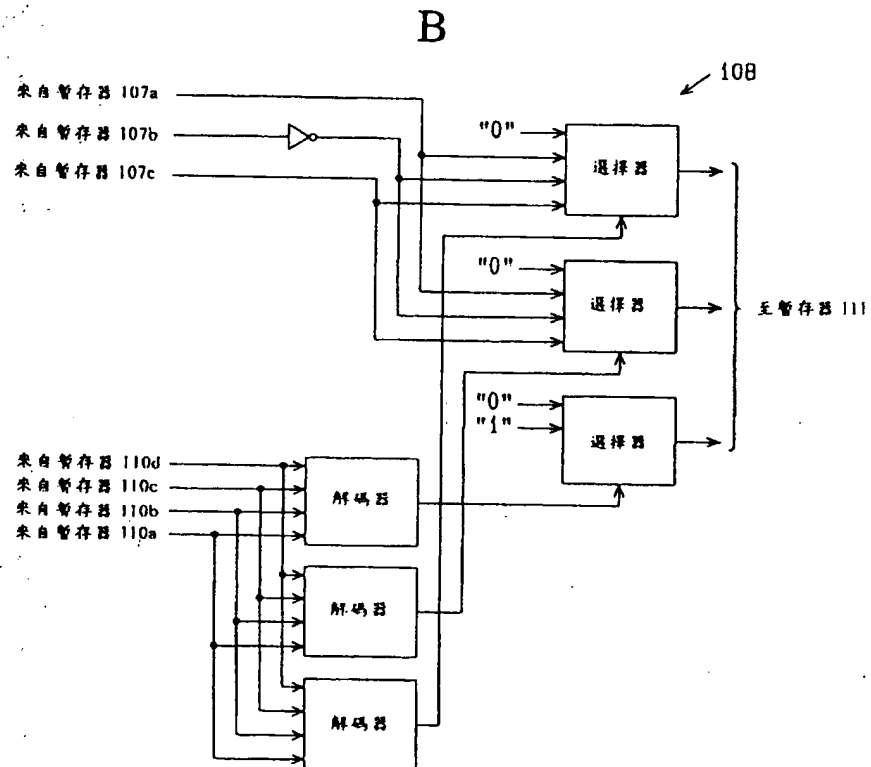 B
108
來自暫存器 107a
來自暫存器 107b
來自暫存器 107c
"0"
選擇器
"0"
選擇器
至暫存器 111
"0"
"1"
選擇器
來自暫存器 110d
來自暫存器 110c
來自暫存器 110b
來自暫存器 110a
解碼器
解碼器
解碼器